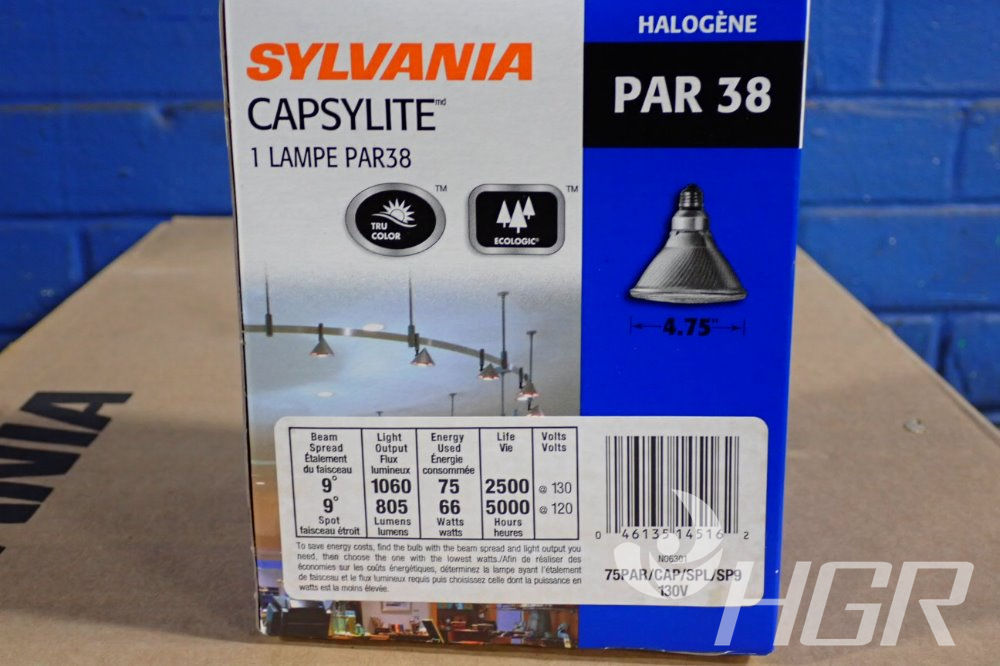 SYLVANIA
CAPSYLITE md
1 LAMPE PAR38
TRU COLOR TM
ECOLOGIC® TM
HALOGÈNE
PAR 38
4.75"
NIA
Beam Light Energy Life Volts
Spread Output Used Vie Volts
Étalement Flux Énergie
du faisceau lumineux consommée
9° 1060 75 2500 @ 130
9° 805 66 5000 @ 120
Spot Lumens Watts Hours
faisceau étroit lumens watts heures
To save energy costs, find the bulb with the beam spread and light output you
need, then choose the one with the lowest watts./Afin de réaliser des
économies sur les coûts énergétiques, déterminez la lampe ayant l'étalement
de faisceau et le flux lumineux requis puis choisissez celle dont la puissance en
watts est la moins élevée.
0 46135 14516 2
N06301
75PAR/CAP/SPL/SP9
130V
HGR